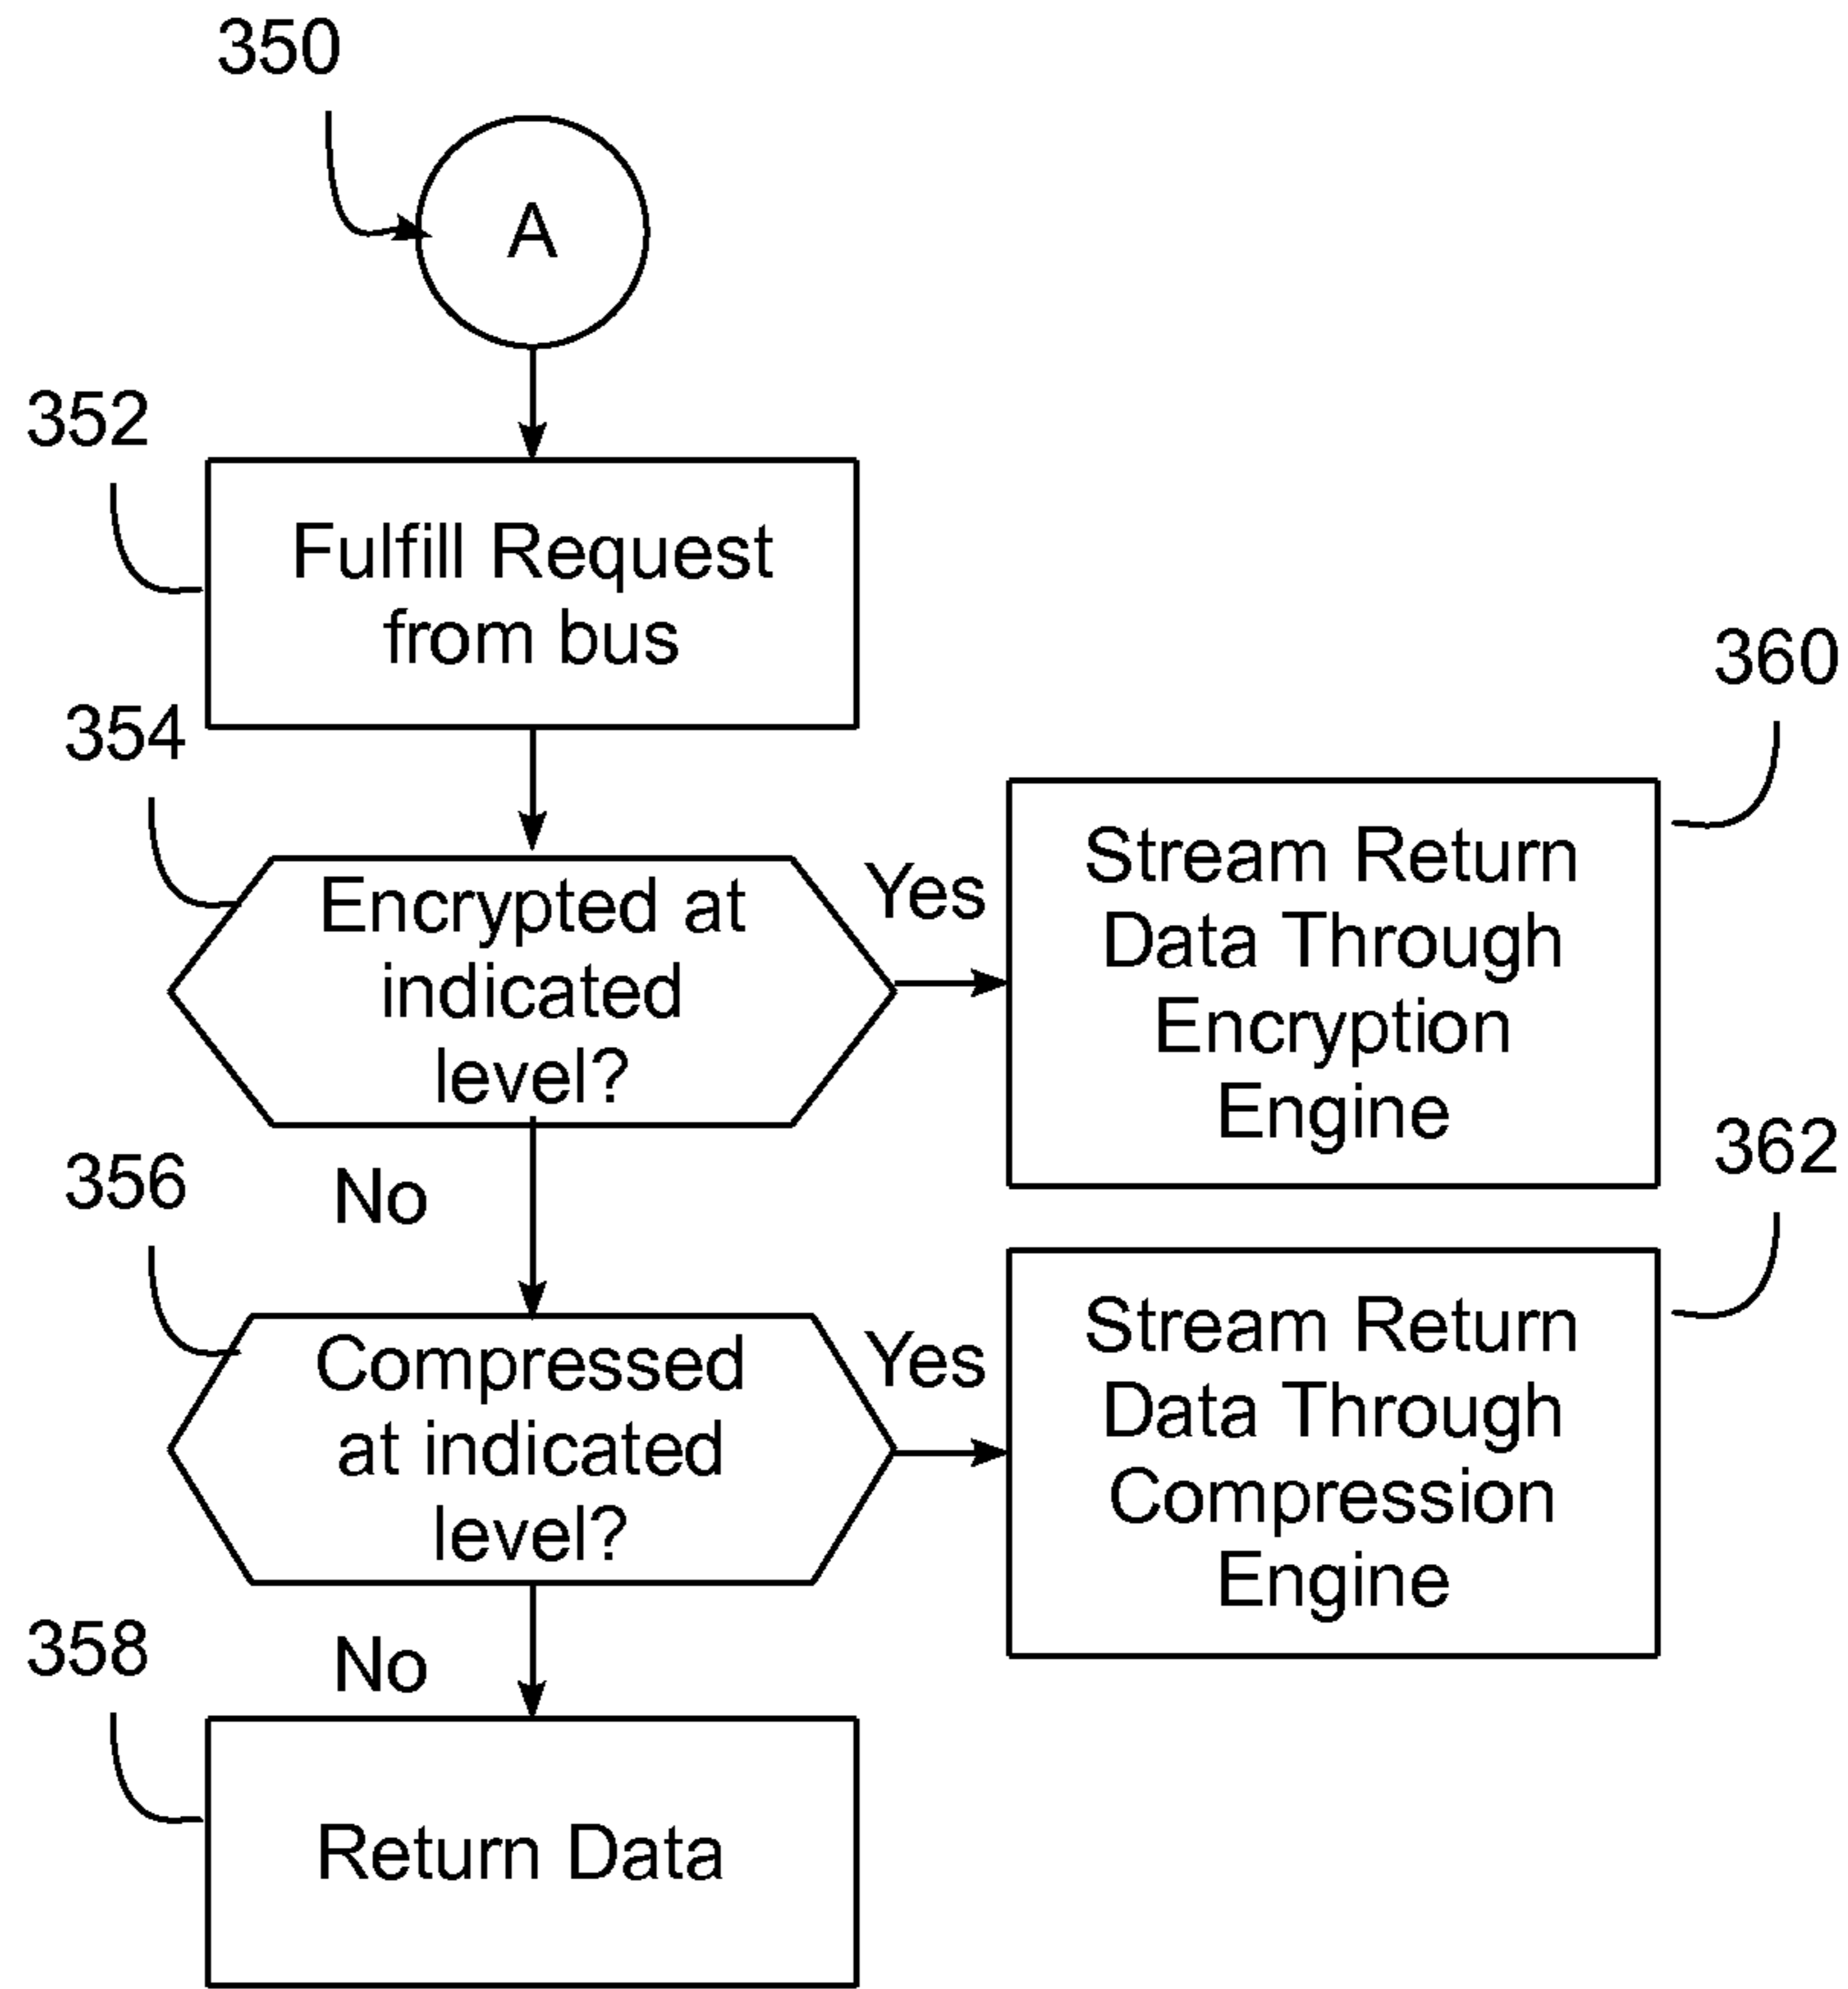 350
A
352
Fulfill Request
from bus
354
Encrypted at
indicated
level?
Yes
360
Stream Return
Data Through
Encryption
Engine
No
356
Compressed
at indicated
level?
Yes
362
Stream Return
Data Through
Compression
Engine
No
358
Return Data